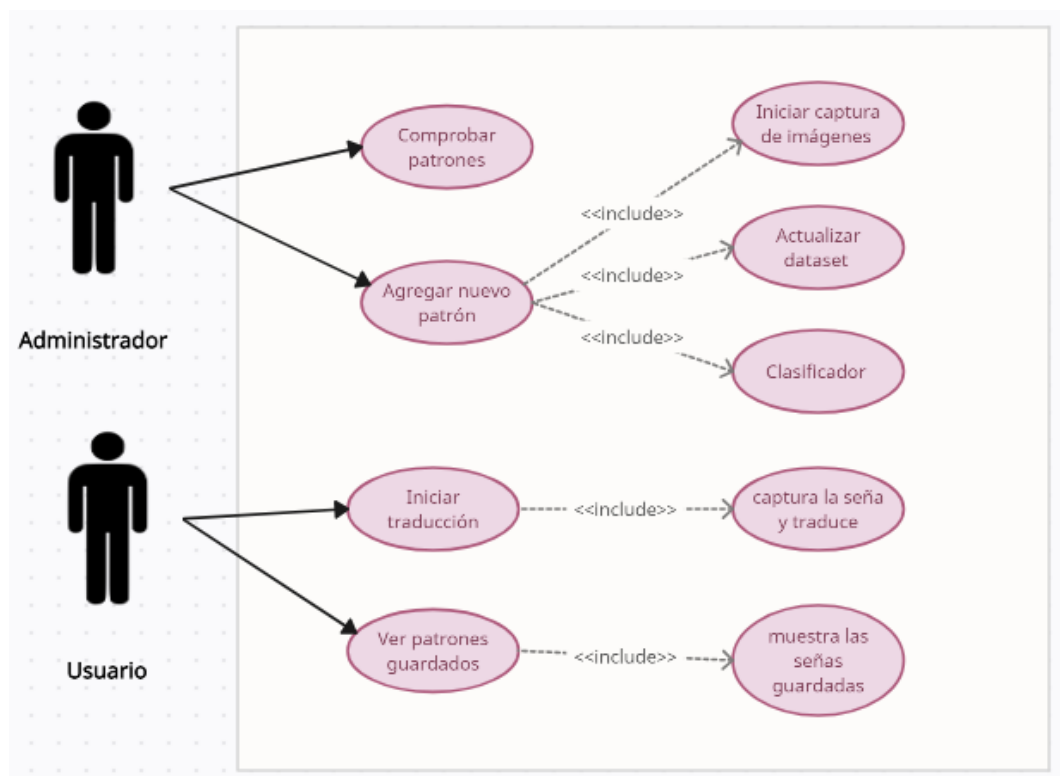 Administrador
Comprobar
patrones
Agregar nuevo
patrón
<<include>>
<<include>>
<<include>>
Iniciar captura
de imágenes
Actualizar
dataset
Clasificador
Usuario
Iniciar
traducción
<<include>>
captura la seña
y traduce
Ver patrones
guardados
<<include>>
muestra las
señas
guardadas